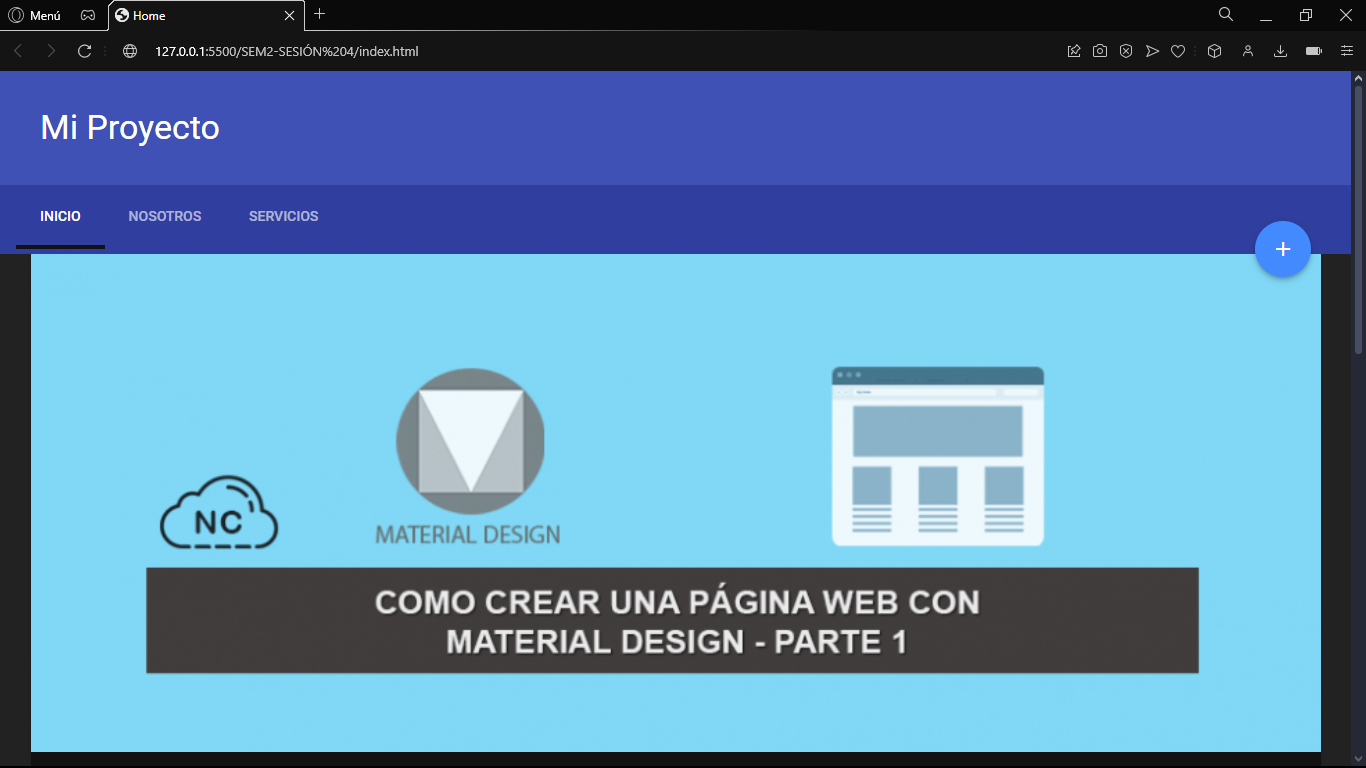 Menú
Home
127.0.0.1:5500/SEM2-SESIÓN%204/index.html
Mi Proyecto
INICIO NOSOTROS SERVICIOS
+
NC
MATERIAL DESIGN
COMO CREAR UNA PÁGINA WEB CON
MATERIAL DESIGN - PARTE 1